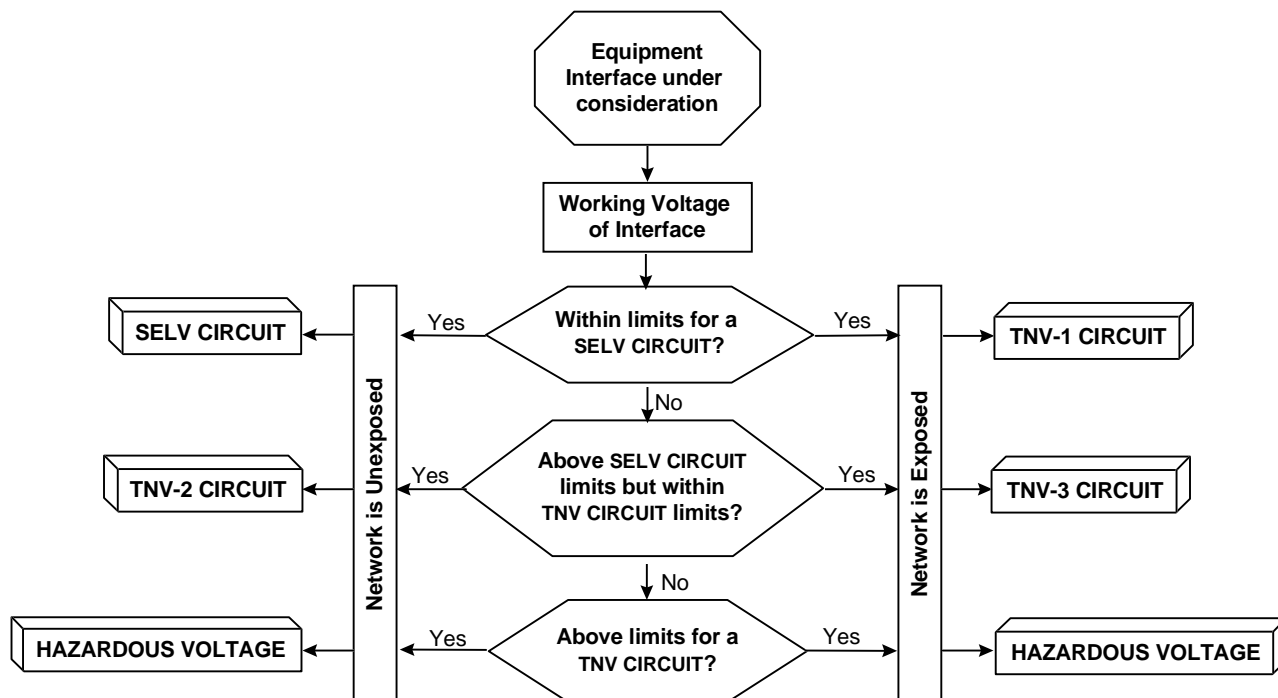 Equipment
Interface under
consideration
Working Voltage
of Interface
SELV CIRCUIT
Yes
Within limits for a
SELV CIRCUIT?
Yes
TNV-1 CIRCUIT
No
Network is Unexposed
Network is Exposed
TNV-2 CIRCUIT
Yes
Above SELV CIRCUIT
limits but within
TNV CIRCUIT limits?
Yes
TNV-3 CIRCUIT
No
HAZARDOUS VOLTAGE
Yes
Above limits for a
TNV CIRCUIT?
Yes
HAZARDOUS VOLTAGE